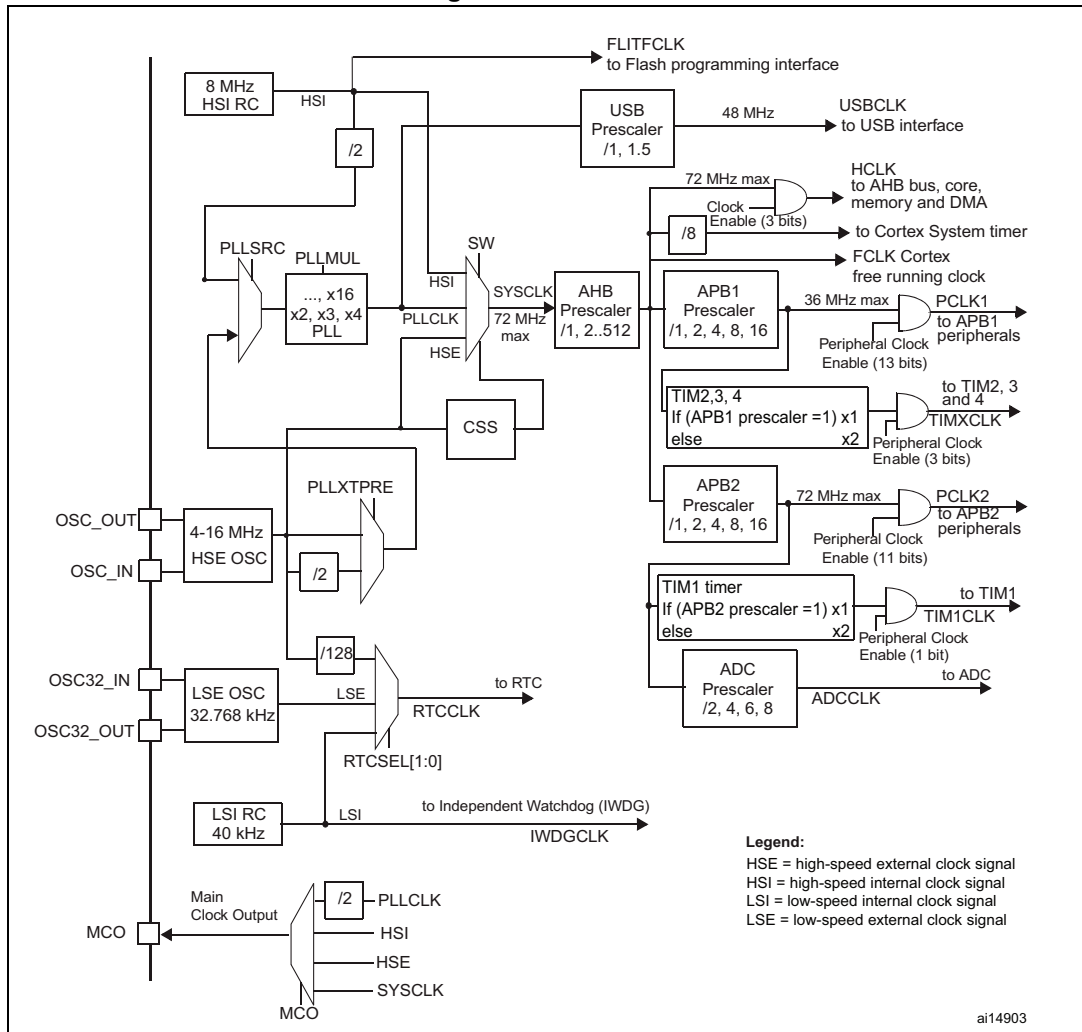 FLITFCLK
to Flash programming interface
8 MHz
HSI RC
HSI
USB
Prescaler
/1, 1.5
48 MHz
USBCLK
to USB interface
/2
72 MHz max
HCLK
to AHB bus, core,
memory and DMA
Clock
Enable (3 bits)
/8
to Cortex System timer
FCLK Cortex
free running clock
PLLSRC
PLLMUL
..., x16
x2, x3, x4
PLL
SW
HSI
PLLCLK
HSE
SYSCLK
72 MHz
max
AHB
Prescaler
/1, 2..512
APB1
Prescaler
/1, 2, 4, 8, 16
36 MHz max
PCLK1
to APB1
peripherals
Peripheral Clock
Enable (13 bits)
TIM2,3, 4
If (APB1 prescaler =1) x1
else x2
to TIM2, 3
and 4
TIMXCLK
Peripheral Clock
Enable (3 bits)
CSS
APB2
Prescaler
/1, 2, 4, 8, 16
72 MHz max
PCLK2
to APB2
peripherals
Peripheral Clock
Enable (11 bits)
PLLXTPRE
OSC_OUT
OSC_IN
4-16 MHz
HSE OSC
/2
TIM1 timer
If (APB2 prescaler =1) x1
else x2
to TIM1
TIM1CLK
Peripheral Clock
Enable (1 bit)
/128
OSC32_IN
OSC32_OUT
LSE OSC
32.768 kHz
LSE
to RTC
RTCCLK
RTCSEL[1:0]
ADC
Prescaler
/2, 4, 6, 8
to ADC
ADCCLK
LSI RC
40 kHz
LSI
to Independent Watchdog (IWDG)
IWDGCLK
Legend:
HSE = high-speed external clock signal
HSI = high-speed internal clock signal
LSI = low-speed internal clock signal
LSE = low-speed external clock signal
Main
Clock Output
MCO
/2
PLLCLK
HSI
HSE
SYSCLK
MCO
ai14903